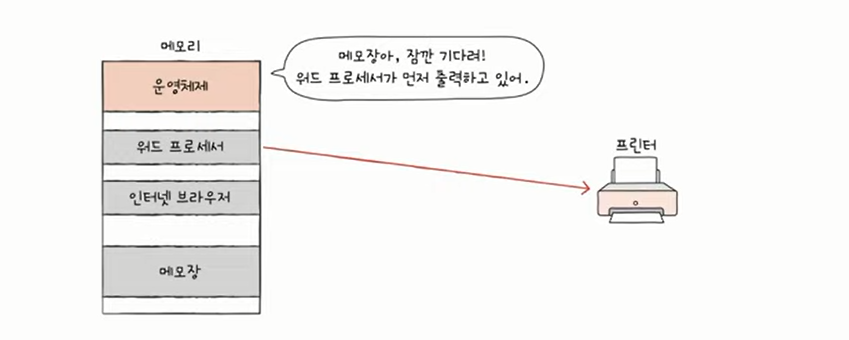 메모리
메모장아, 잠깐 기다려!
워드 프로세서가 먼저 출력하고 있어.
운영체제
워드 프로세서
프린터
인터넷 브라우저
메모장